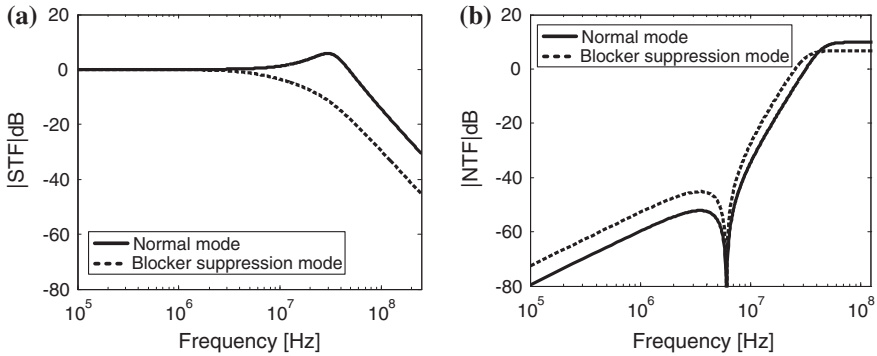 (a)
|STF|dB
20
0
-20
-40
-60
-80
Normal mode
Blocker suppression mode
10^5
10^6
10^7
10^8
Frequency [Hz]
(b)
|NTF|dB
20
0
-20
-40
-60
-80
Normal mode
Blocker suppression mode
10^5
10^6
10^7
10^8
Frequency [Hz]